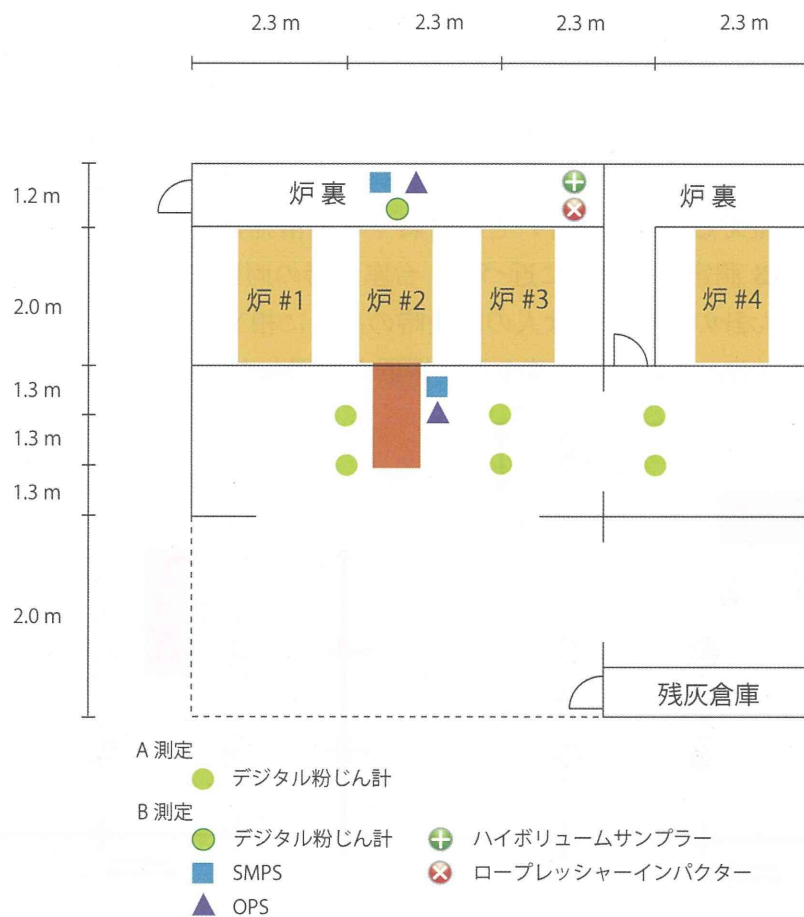 2.3 m 2.3 m 2.3 m 2.3 m
1.2 m
炉 裏
炉 裏
2.0 m
炉 #1
炉 #2
炉 #3
炉 #4
1.3 m
1.3 m
1.3 m
2.0 m
残灰倉庫
A 測定
デジタル粉じん計
B 測定
デジタル粉じん計 ハイボリュームサンプラー
SMPS ロープレッシャーインパクター
OPS